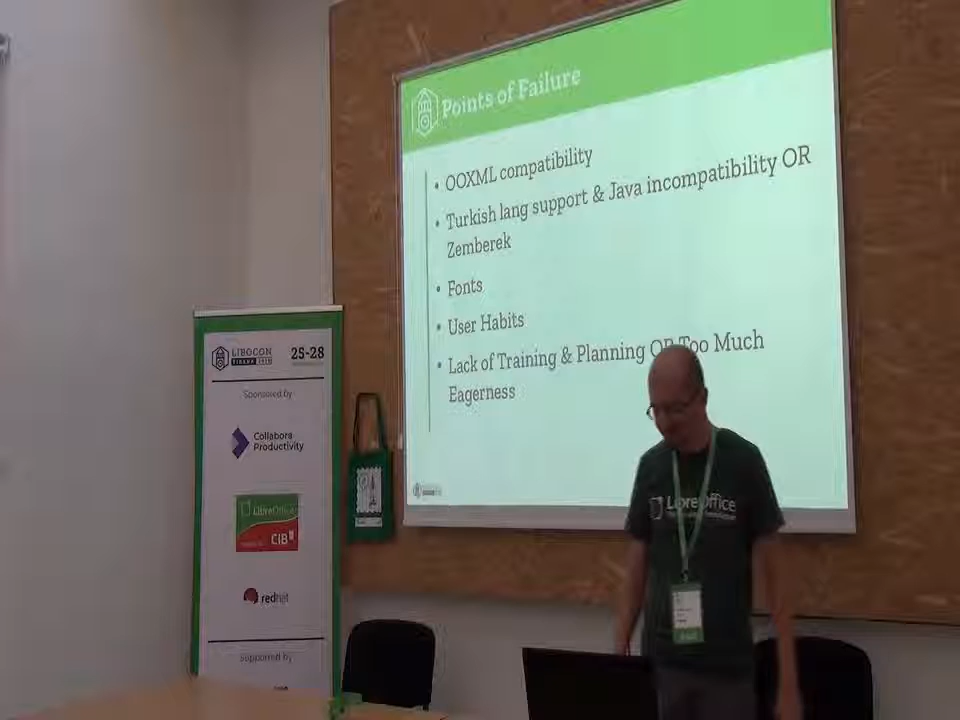 Points of Failure
• OOXML compatibility
• Turkish lang support & Java incompatibility OR
Zemberek
• Fonts
• User Habits
• Lack of Training & Planning OR Too Much
Eagerness
LIBOCON
25-28
Sponsored by
Collabora
Productivity
LibreOffice
CIB
redhat
Supported by
LibreOffice